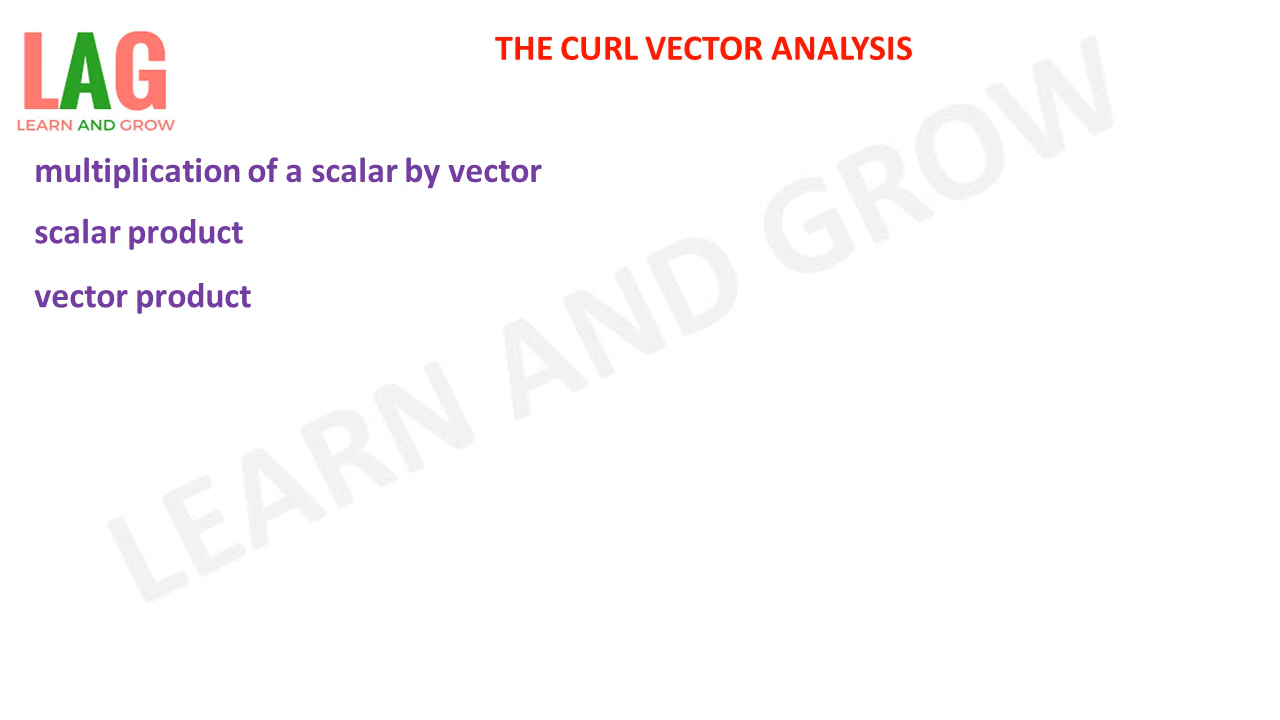 LAG
LEARN AND GROW
THE CURL VECTOR ANALYSIS
multiplication of a scalar by vector
scalar product
vector product
LEARN AND GROW